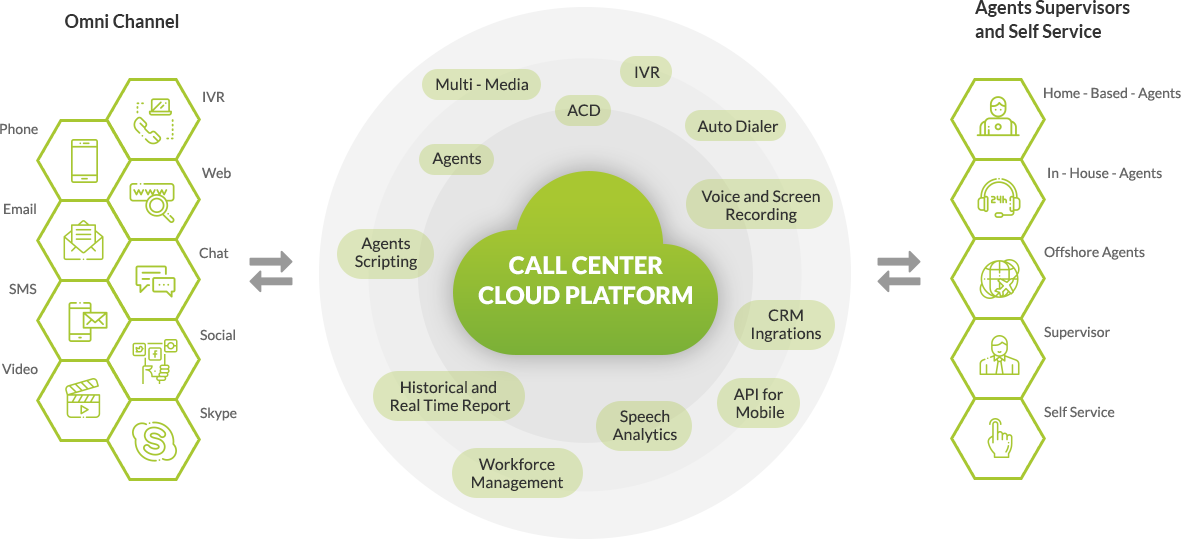 Omni Channel
IVR
Phone
Web
www
Email
Chat
SMS
Social
f
Video
Skype
S
Multi - Media
IVR
ACD
Auto Dialer
Agents
Voice and Screen
Recording
Agents
Scripting
CALL CENTER
CLOUD PLATFORM
CRM
Ingrations
Historical and
Real Time Report
API for
Mobile
Speech
Analytics
Workforce
Management
Agents Supervisors
and Self Service
Home - Based - Agents
In - House - Agents
24h
Offshore Agents
Supervisor
Self Service